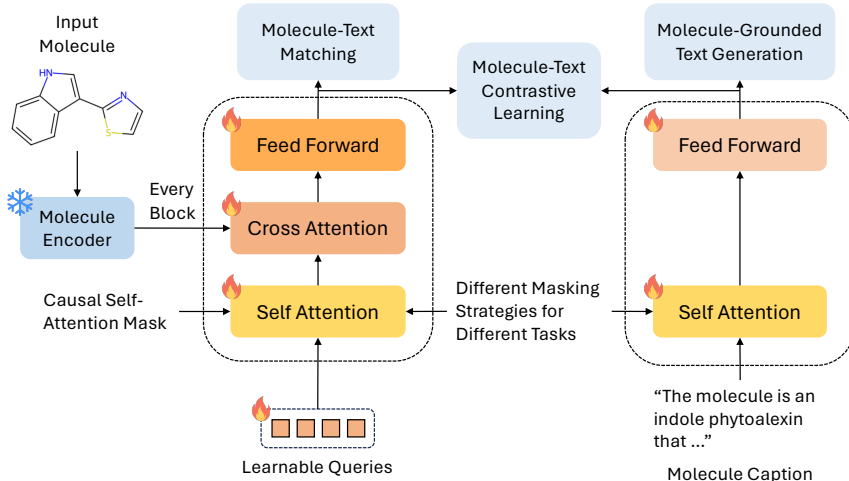 Input
Molecule
HN
N
S
Molecule
Encoder
Every
Block
Molecule-Text
Matching
Feed Forward
Cross Attention
Self Attention
Causal Self-
Attention Mask
Learnable Queries
Molecule-Text
Contrastive
Learning
Different Masking
Strategies for
Different Tasks
Molecule-Grounded
Text Generation
Feed Forward
Self Attention
“The molecule is an
indole phytoalexin
that ...”
Molecule Caption